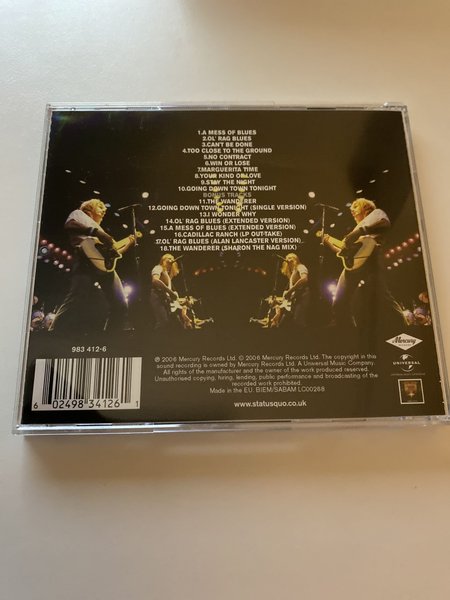 1.A MESS OF BLUES
2.OL' RAG BLUES
3.CAN'T BE DONE
4.TOO CLOSE TO THE GROUND
5.NO CONTRACT
6.WIN OR LOSE
7.MARGUERITA TIME
8.YOUR KIND OF LOVE
9.STAY THE NIGHT
10.GOING DOWN TOWN TONIGHT
BONUS TRACKS
11.THE WANDERER
12.GOING DOWN TOWN TONIGHT (SINGLE VERSION)
13.I WONDER WHY
14.OL' RAG BLUES (EXTENDED VERSION)
15.A MESS OF BLUES (EXTENDED VERSION)
16.CADILLAC RANCH (LP OUT-TAKE)
17.OL' RAG BLUES (ALAN LANCASTER VERSION)
18.THE WANDERER (SHARON THE NAG MIX)
983 412-6
Mercury
UNIVERSAL
℗ 2006 Mercury Records Ltd. © 2006 Mercury Records Ltd. The copyright in this
sound recording is owned by Mercury Records Ltd. A Universal Music Company.
All rights of the manufacturer and the owner of the work produced reserved.
Unauthorised copying, hiring, lending, public performance and broadcasting of the
recorded work prohibited.
Made in the EU. BIEM/SABAM LC00268
www.statusquo.co.uk
6 02498 34126 1